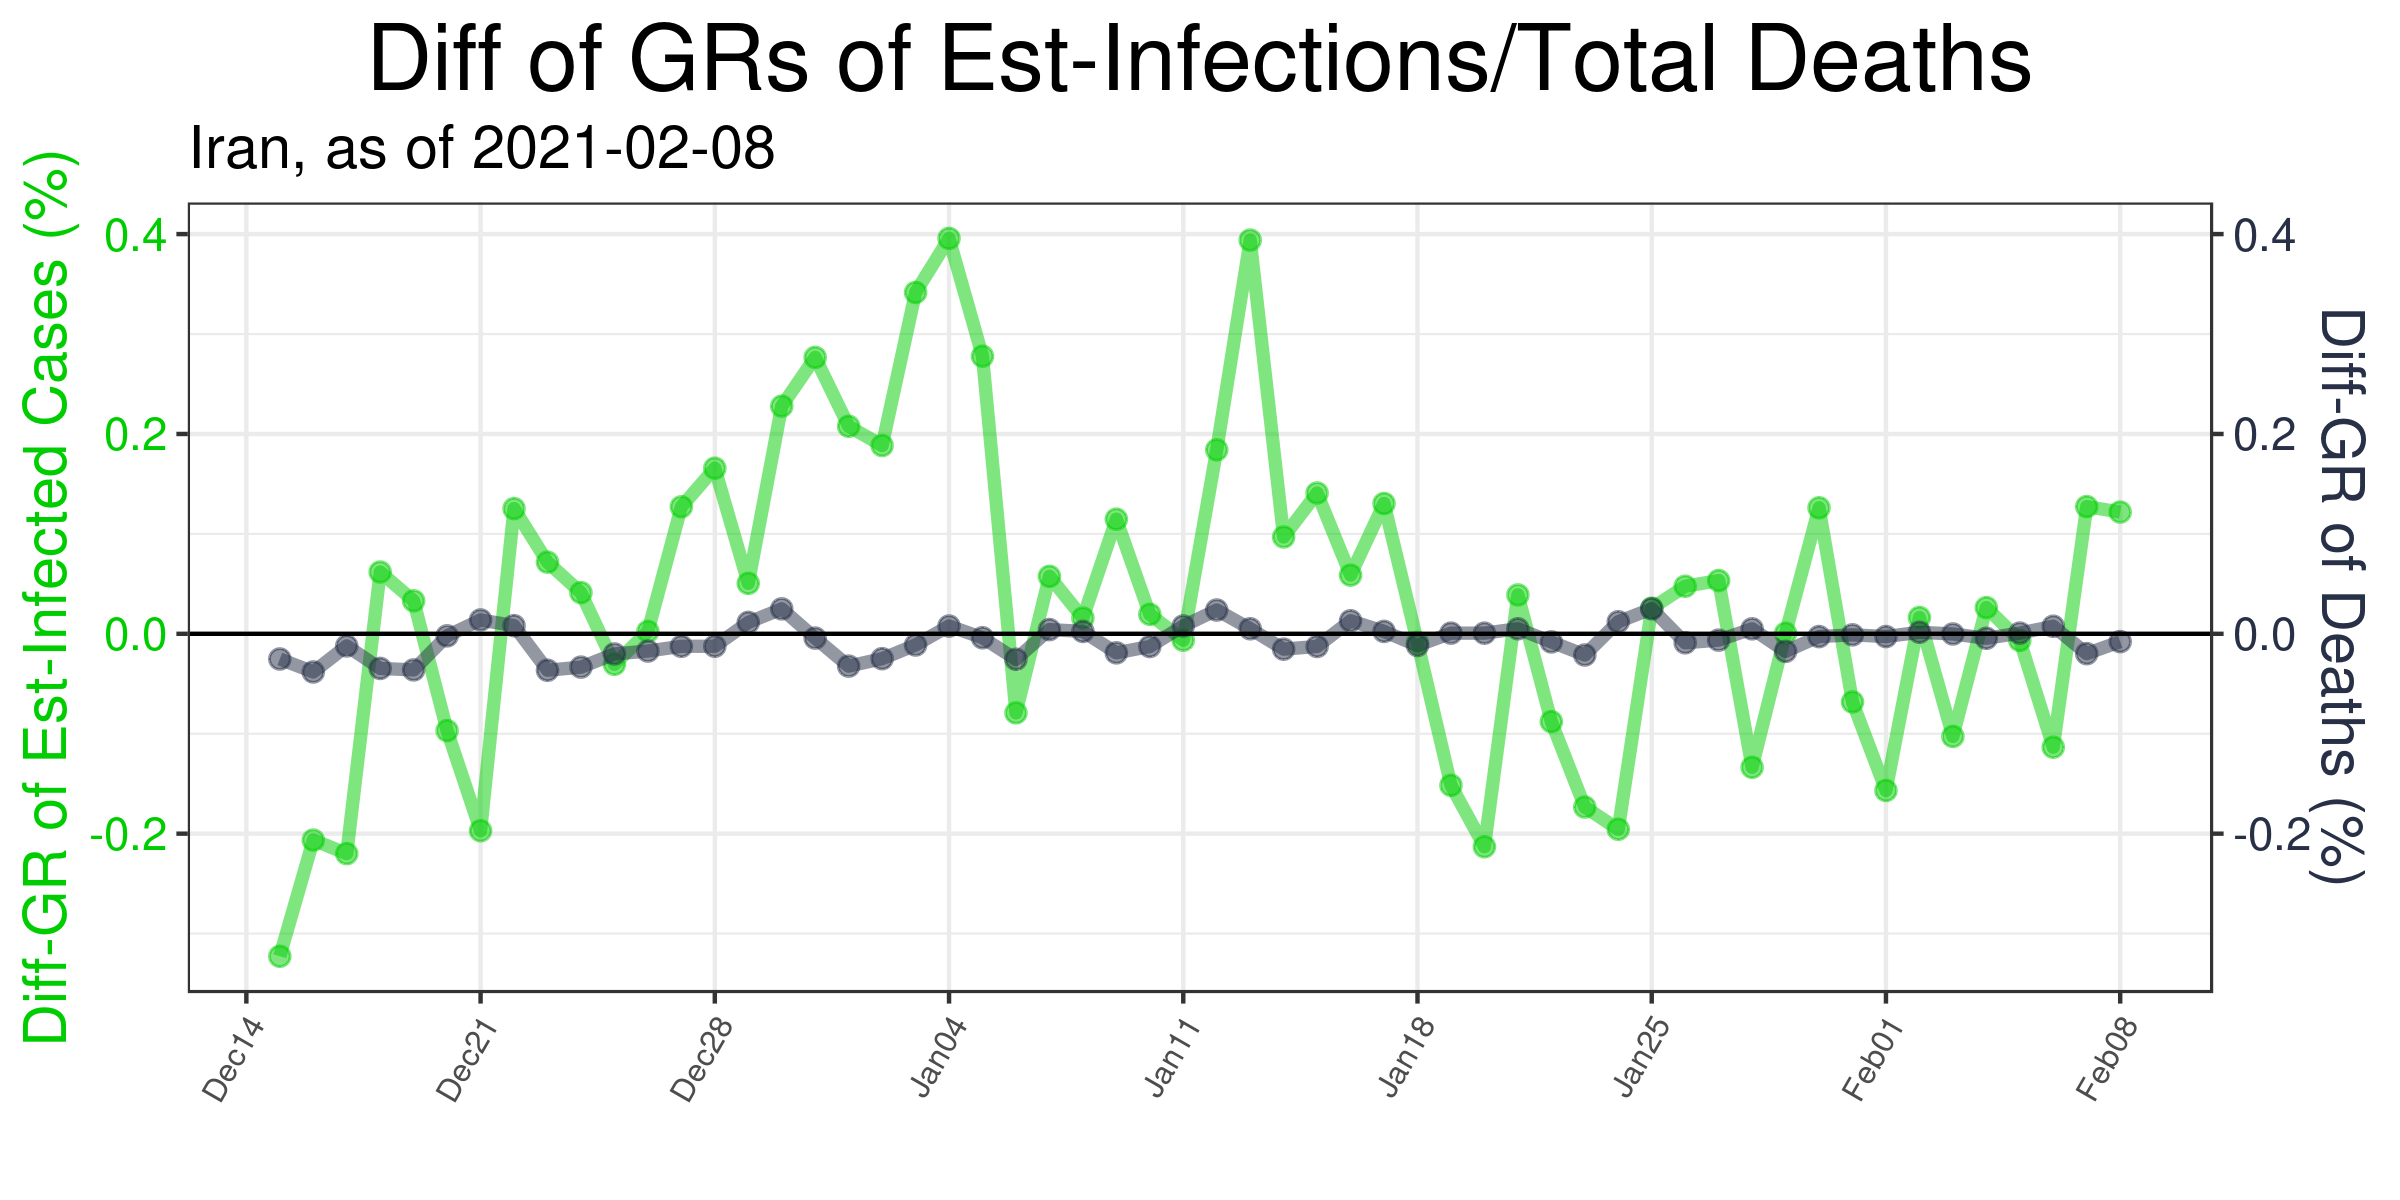 Diff of GRs of Est-Infections/Total Deaths
Iran, as of 2021-02-08
Diff-GR of Est-Infected Cases (%)
0.4
0.2
0.0
-0.2
0.4
0.2
0.0
-0.2
Diff-GR of Deaths (%)
Dec14
Dec21
Dec28
Jan04
Jan11
Jan18
Jan25
Feb01
Feb08